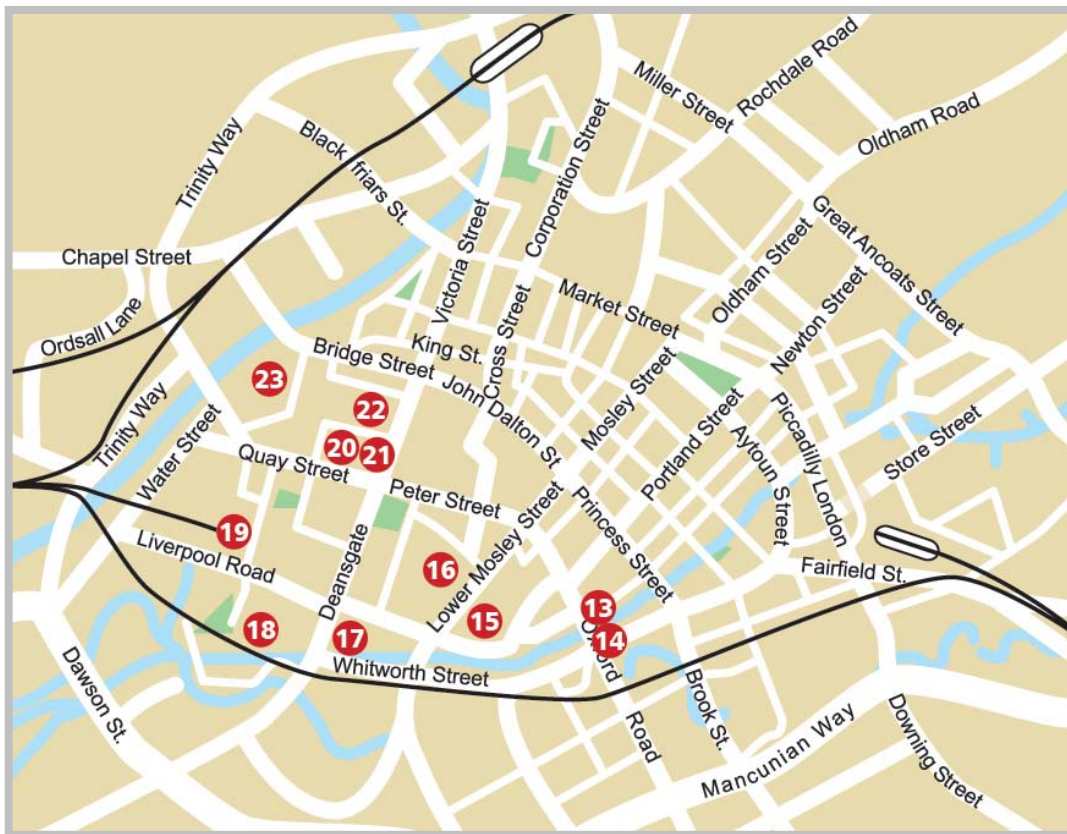 Miller Street
Rochdale Road
Oldham Road
Trinity Way
Blackfriars St.
Corporation Street
Great Ancoats Street
Chapel Street
Victoria Street
Oldham Street
Market Street
Newton Street
Ordsall Lane
King St.
Cross Street
Bridge Street
John Dalton St
Mosley Street
23
22
20
21
Trinity Way
Water Street
Quay Street
Peter Street
Portland Street
Piccadilly London
Aytoun Street
Store Street
Princess Street
19
Liverpool Road
Deansgate
16
Lower Mosley Street
Fairfield St.
13
15
14
18
17
Whitworth Street
Oxford Road
Brook St.
Dawson St.
Mancunian Way
Downing Street